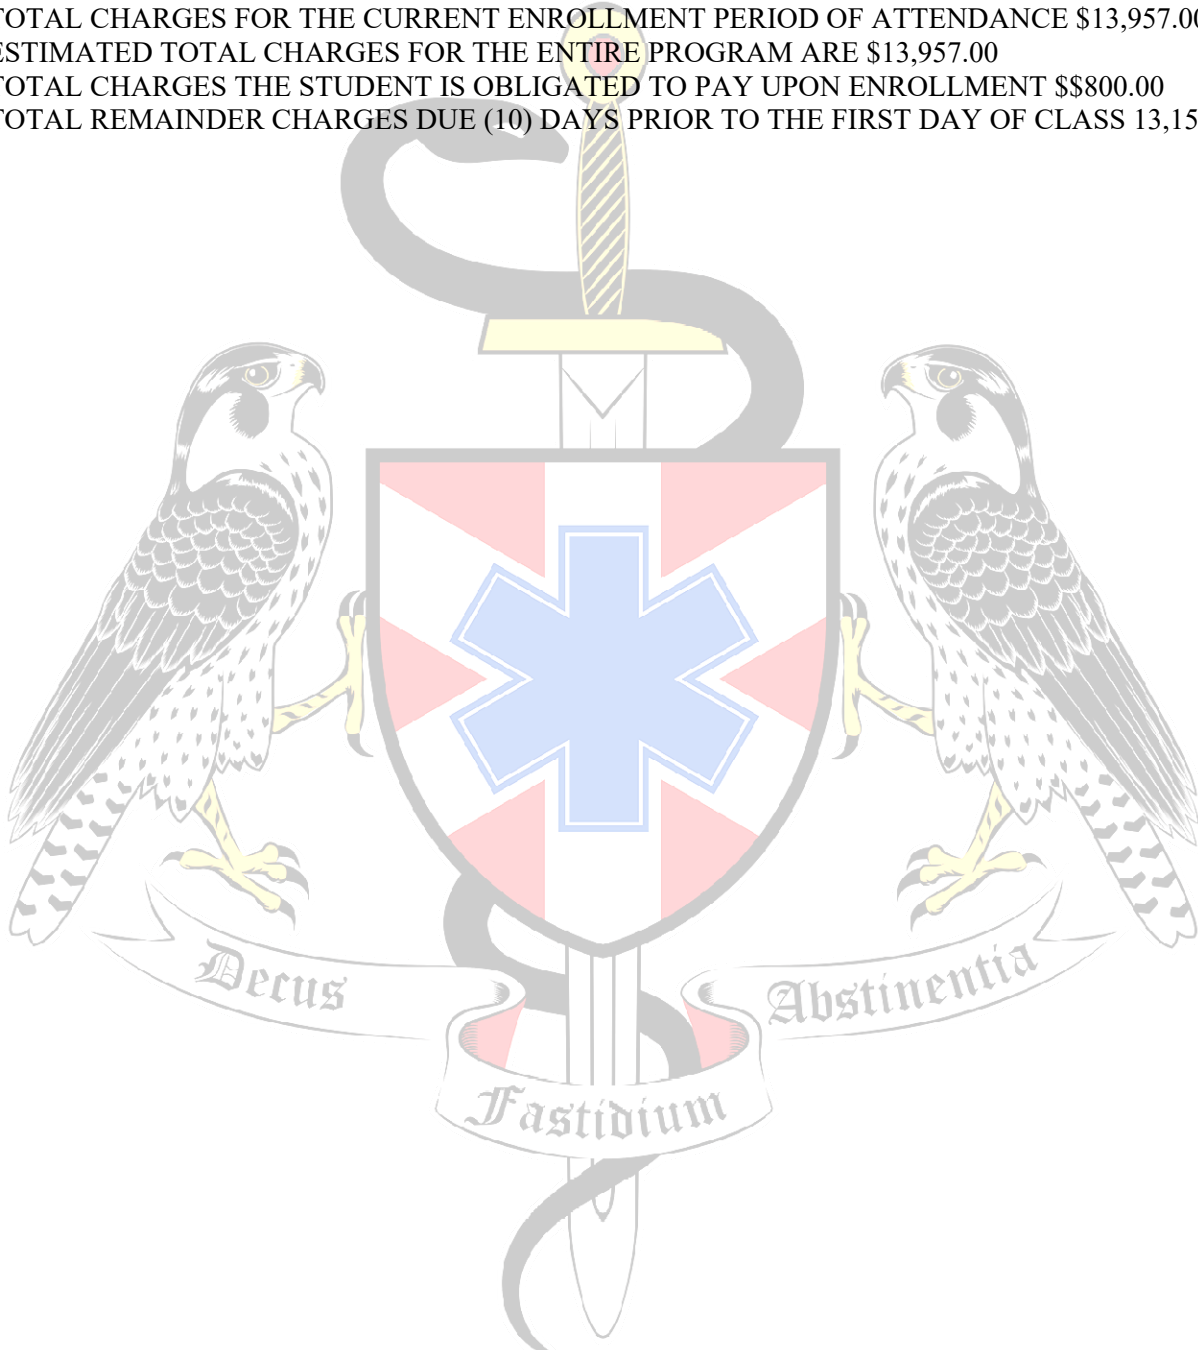 TOTAL CHARGES FOR THE CURRENT ENROLLMENT PERIOD OF ATTENDANCE $13,957.00
ESTIMATED TOTAL CHARGES FOR THE ENTIRE PROGRAM ARE $13,957.00
TOTAL CHARGES THE STUDENT IS OBLIGATED TO PAY UPON ENROLLMENT $$800.00
TOTAL REMAINDER CHARGES DUE (10) DAYS PRIOR TO THE FIRST DAY OF CLASS 13,15
Decus
Abstinentia
Fastidium